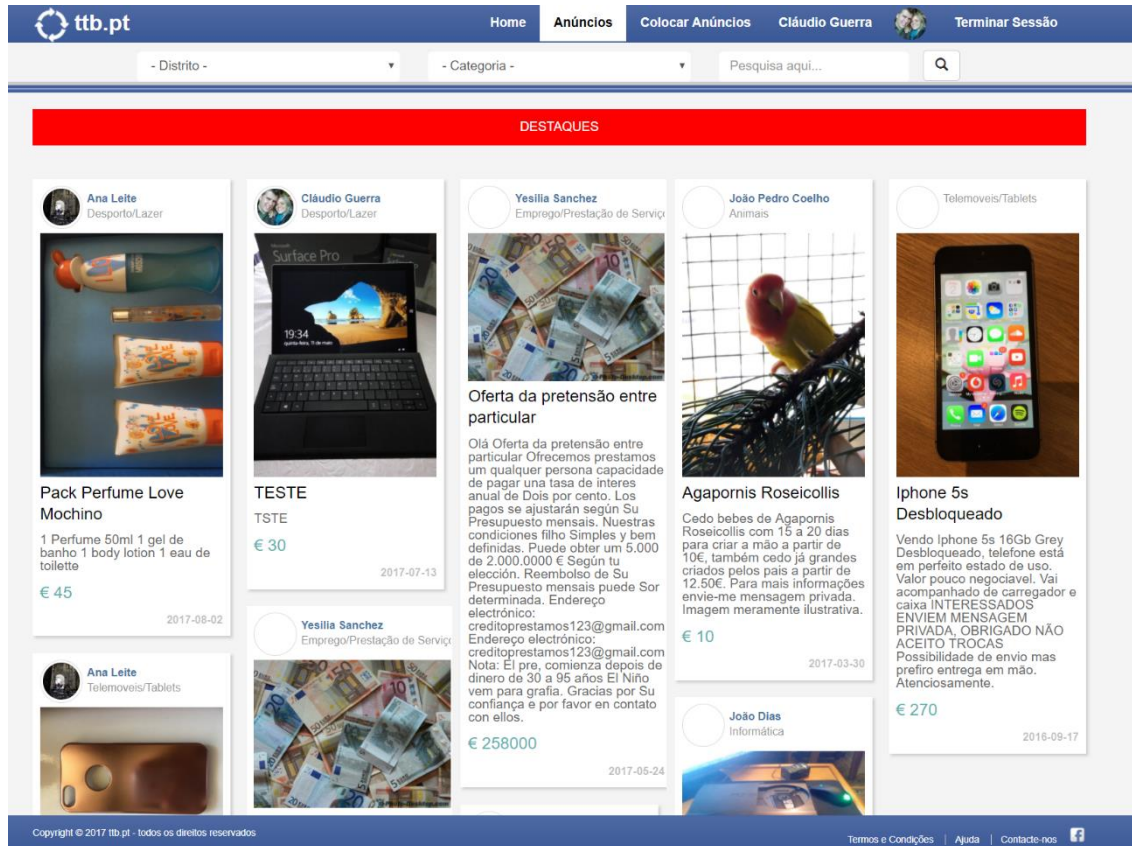 ttb.pt
Home
Anúncios
Colocar Anúncios
Cláudio Guerra
Terminar Sessão
- Distrito -
- Categoria -
Pesquisa aqui...
DESTAQUES
Ana Leite
Desporto/Lazer
Pack Perfume Love
Mochino
1 Perfume 50ml 1 gel de
banho 1 body lotion 1 eau de
toilette
€ 45
2017-08-02
Ana Leite
Telemoveis/Tablets
Cláudio Guerra
Desporto/Lazer
Surface Pro
19:34
quinta-feira, 11 de maio
TESTE
TSTE
€ 30
2017-07-13
Yesilia Sanchez
Emprego/Prestação de Serviç
Yesilia Sanchez
Emprego/Prestação de Serviç
Oferta da pretensão entre
particular
Olá Oferta da pretensão entre
particular Ofrecemos prestamos
um qualquer persona capacidade
de pagar una tasa de interes
anual de Dois por cento. Los
pagos se ajustarán según Su
Presupuesto mensais. Nuestras
condiciones filho Simples y bem
definidas. Puede obter um 5.000
de 2.000.0000 € Según tu
elección. Reembolso de Su
Presupuesto mensais puede Sor
determinada. Endereço
electrónico:
creditoprestamos123@gmail.com
Endereço electrónico:
creditoprestamos123@gmail.com
Nota: El pre, comienza depois de
dinero de 30 a 95 años El Niño
vem para grafia. Gracias por Su
confiança e por favor en contato
con ellos.
€ 258000
2017-05-24
João Pedro Coelho
Animais
Agapornis Roseicollis
Cedo bebes de Agapornis
Roseicollis com 15 a 20 dias
para criar a mão a partir de
10€, também cedo já grandes
criados pelos pais a partir de
12.50€. Para mais informações
envie-me mensagem privada.
Imagem meramente ilustrativa.
€ 10
2017-03-30
João Dias
Informática
Telemoveis/Tablets
Iphone 5s
Desbloqueado
Vendo Iphone 5s 16Gb Grey
Desbloqueado, telefone está
em perfeito estado de uso.
Valor pouco negociavel. Vai
acompanhado de carregador e
caixa INTERESSADOS
ENVIEM MENSAGEM
PRIVADA, OBRIGADO NÃO
ACEITO TROCAS
Possibilidade de envio mas
prefiro entrega em mão.
Atenciosamente.
€ 270
2016-09-17
Copyright © 2017 ttb.pt - todos os direitos reservados
Termos e Condições | Ajuda | Contacte-nos